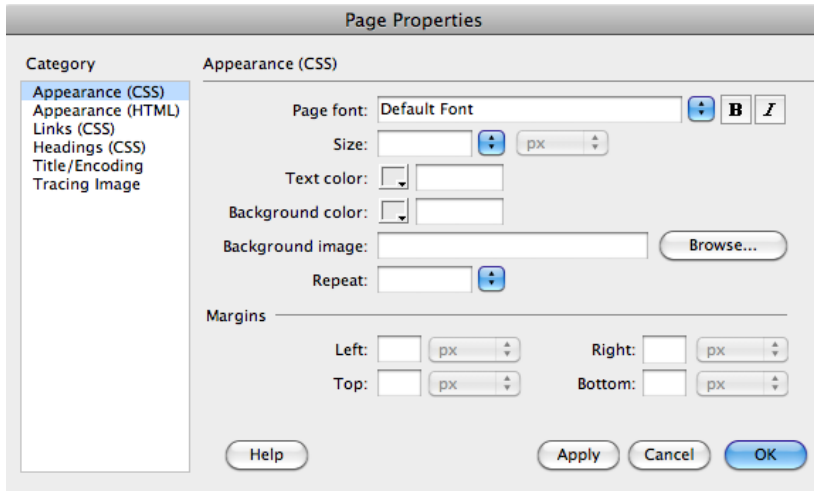 Page Properties
Category
Appearance (CSS)
Appearance (HTML)
Links (CSS)
Headings (CSS)
Title/Encoding
Tracing Image
Appearance (CSS)
Page font: Default Font B I
Size: px
Text color:
Background color:
Background image: Browse...
Repeat:
Margins
Left: px Right: px
Top: px Bottom: px
Help Apply Cancel OK